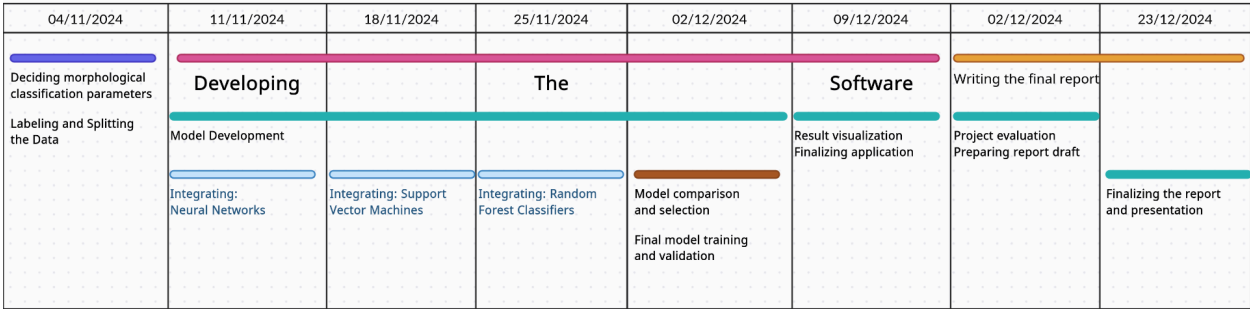 04/11/2024
11/11/2024
18/11/2024
25/11/2024
02/12/2024
09/12/2024
02/12/2024
23/12/2024
Deciding morphological
classification parameters
Labeling and Splitting
the Data
Developing
The
Software
Writing the final report
Model Development
Result visualization
Finalizing application
Project evaluation
Preparing report draft
Integrating:
Neural Networks
Integrating: Support
Vector Machines
Integrating: Random
Forest Classifiers
Model comparison
and selection
Final model training
and validation
Finalizing the report
and presentation